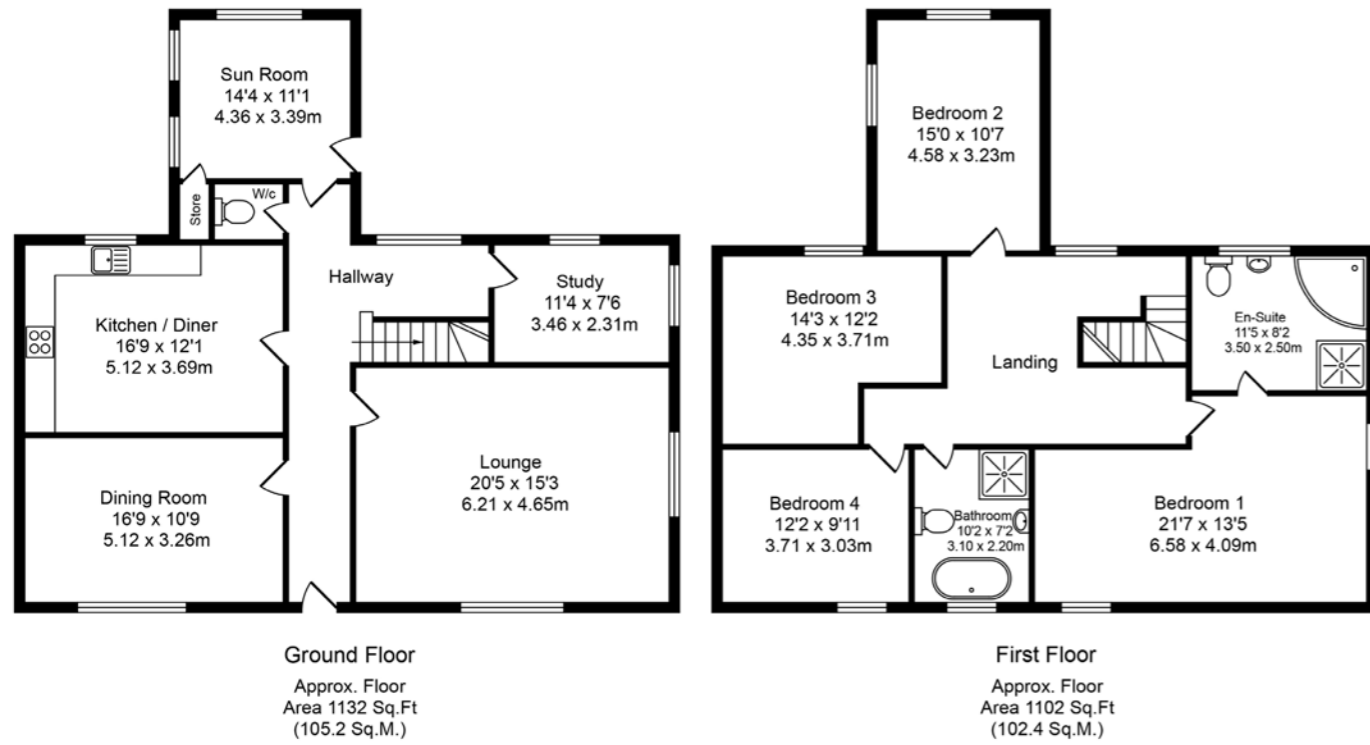 Sun Room
14'4 x 11'1
4.36 x 3.39m
Store
W/c
Hallway
Study
11'4 x 7'6
3.46 x 2.31m
Kitchen / Diner
16'9 x 12'1
5.12 x 3.69m
Lounge
20'5 x 15'3
6.21 x 4.65m
Dining Room
16'9 x 10'9
5.12 x 3.26m
Ground Floor
Approx. Floor
Area 1132 Sq.Ft
(105.2 Sq.M.)
Bedroom 2
15'0 x 10'7
4.58 x 3.23m
Bedroom 3
14'3 x 12'2
4.35 x 3.71m
En-Suite
11'5 x 8'2
3.50 x 2.50m
Landing
Bedroom 4
12'2 x 9'11
3.71 x 3.03m
Bathroom
10'2 x 7'2
3.10 x 2.20m
Bedroom 1
21'7 x 13'5
6.58 x 4.09m
First Floor
Approx. Floor
Area 1102 Sq.Ft
(102.4 Sq.M.)